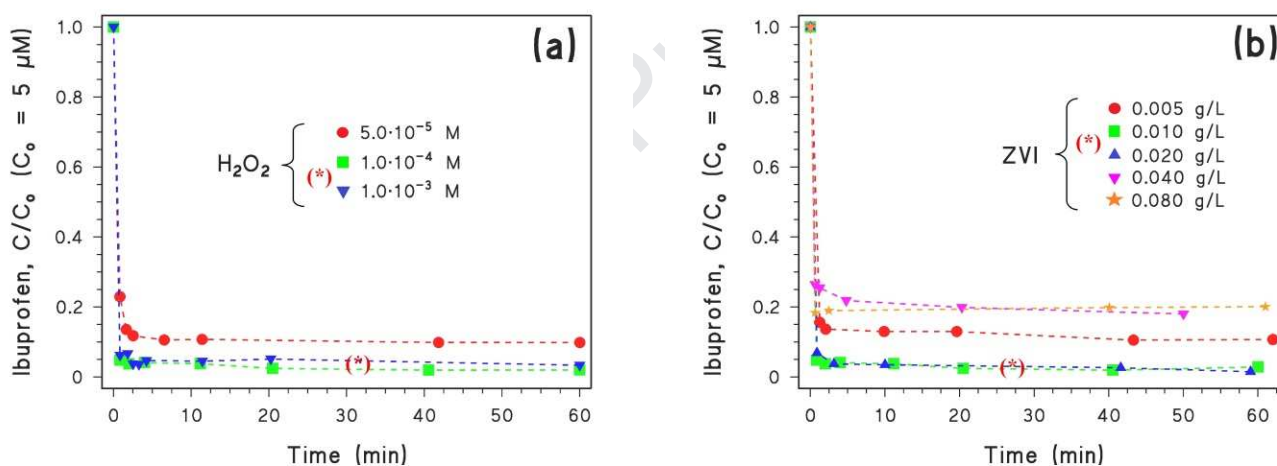 (a)
Ibuprofen, C/C₀ (C₀ = 5 μM)
1.0
0.8
0.6
0.4
0.2
0
H₂O₂
(*)
5.0·10⁻⁵ M
1.0·10⁻⁴ M
1.0·10⁻³ M
(*)
0 10 20 30 40 50 60
Time (min)
(b)
Ibuprofen, C/C₀ (C₀ = 5 μM)
1.0
0.8
0.6
0.4
0.2
0
ZVI
(*)
0.005 g/L
0.010 g/L
0.020 g/L
0.040 g/L
0.080 g/L
(*)
0 10 20 30 40 50 60
Time (min)